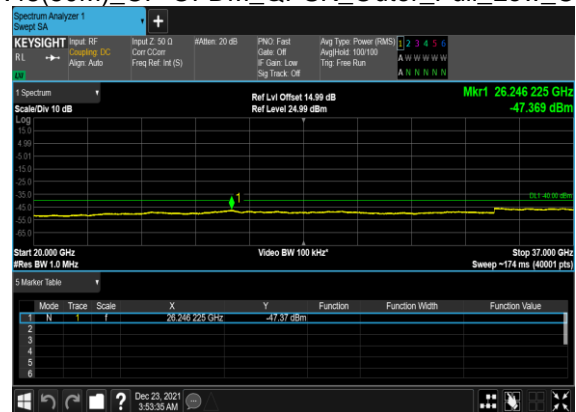 Spectrum Analyzer 1
Swept SA
+
KEYSIGHT Input: RF Input Z: 50 Ω #Atten: 20 dB PNO: Fast Avg Type: Power (RMS) 1 2 3 4 5 6
RL Coupling: DC Corr CCorr Gate: Off Avg|Hold: 100/100 A W W W W W
Align: Auto Freq Ref: Int (S) IF Gain: Low Trig: Free Run
Sig Track: Off A N N N N N
1 Spectrum Ref Lvl Offset 14.99 dB Mkr1 26.246 225 GHz
Scale/Div 10 dB Ref Level 24.99 dBm -47.369 dBm
Log
15.0
4.99
-5.01
-15.0
-25.0
-35.0
1
DL1 -40.00 dBm
-45.0
-55.0
-65.0
Start 20.000 GHz Video BW 100 kHz* Stop 37.000 GHz
#Res BW 1.0 MHz Sweep ~174 ms (40001 pts)
5 Marker Table
Mode Trace Scale X Y Function Function Width Function Value
1 N 1 f 26.246 225 GHz -47.37 dBm
2
3
4
5
6
? Dec 23, 2021
3:53:35 AM